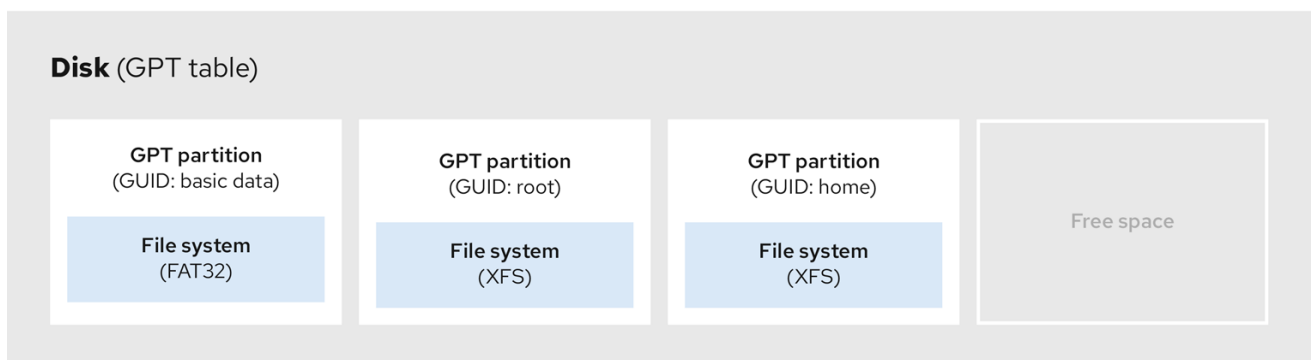 Disk (GPT table)
GPT partition
(GUID: basic data)
File system
(FAT32)
GPT partition
(GUID: root)
File system
(XFS)
GPT partition
(GUID: home)
File system
(XFS)
Free space